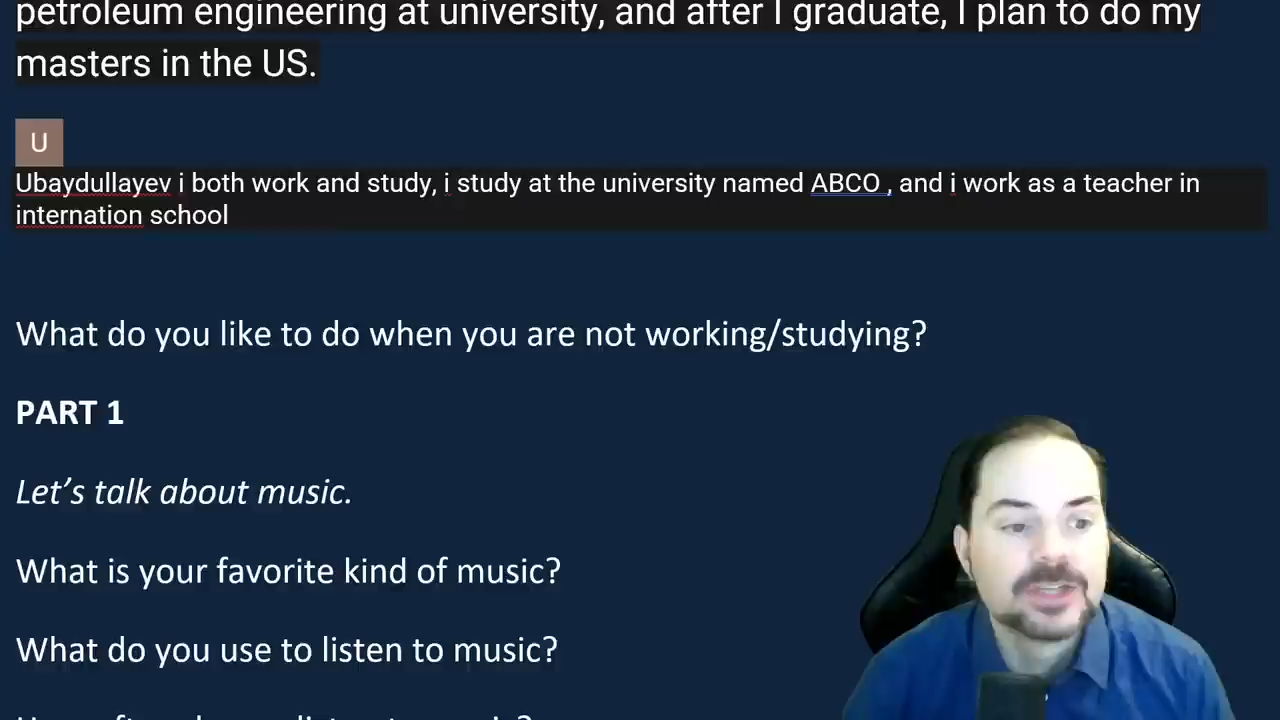 petroleum engineering at university, and after I graduate, I plan to do my
masters in the US.
U
Ubaydullayev i both work and study, i study at the university named ABCO , and i work as a teacher in
internation school
What do you like to do when you are not working/studying?
PART 1
Let’s talk about music.
What is your favorite kind of music?
What do you use to listen to music?